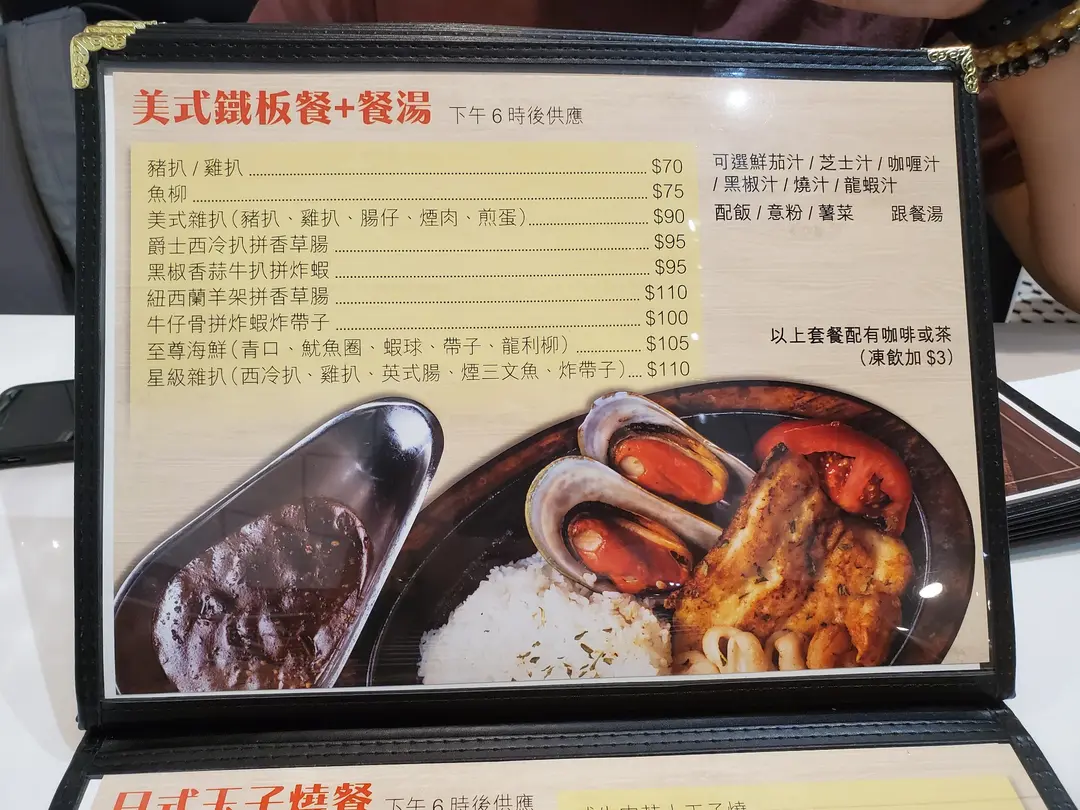 美式鐵板餐+餐湯 下午6時後供應
豬扒/雞扒 $70
魚柳 $75
美式雜扒(豬扒、雞扒、腸仔、煙肉、煎蛋) $90
爵士西冷扒拼香草腸 $95
黑椒香蒜牛扒拼炸蝦 $95
紐西蘭羊架拼香草腸 $110
牛仔骨拼炸蝦炸帶子 $100
至尊海鮮(青口、魷魚圈、蝦球、帶子、龍利柳) $105
星級雜扒(西冷扒、雞扒、英式腸、煙三文魚、炸帶子) $110
可選鮮茄汁/芝士汁/咖喱汁
/黑椒汁/燒汁/龍蝦汁
配飯/意粉/薯菜 跟餐湯
以上套餐配有咖啡或茶
(凍飲加 $3)
日式玉子燒餐 下午6時後供應